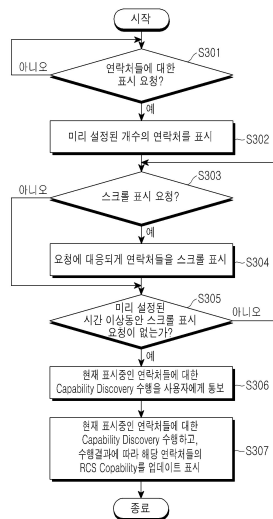 시작
S301
연락처들에 대한
표시 요청?
아니오
예
미리 설정된 개수의 연락처를 표시
S302
S303
스크롤 표시 요청?
아니오
예
요청에 대응되게 연락처들을 스크롤 표시
S304
S305
미리 설정된
시간 이상동안 스크롤 표시
요청이 없는가?
아니오
예
현재 표시중인 연락처들에 대한
Capability Discovery 수행을 사용자에게 통보
S306
현재 표시중인 연락처들에 대한
Capability Discovery 수행하고,
수행결과에 따라 해당 연락처들의
RCS Copability를 업데이트 표시
S307
종료